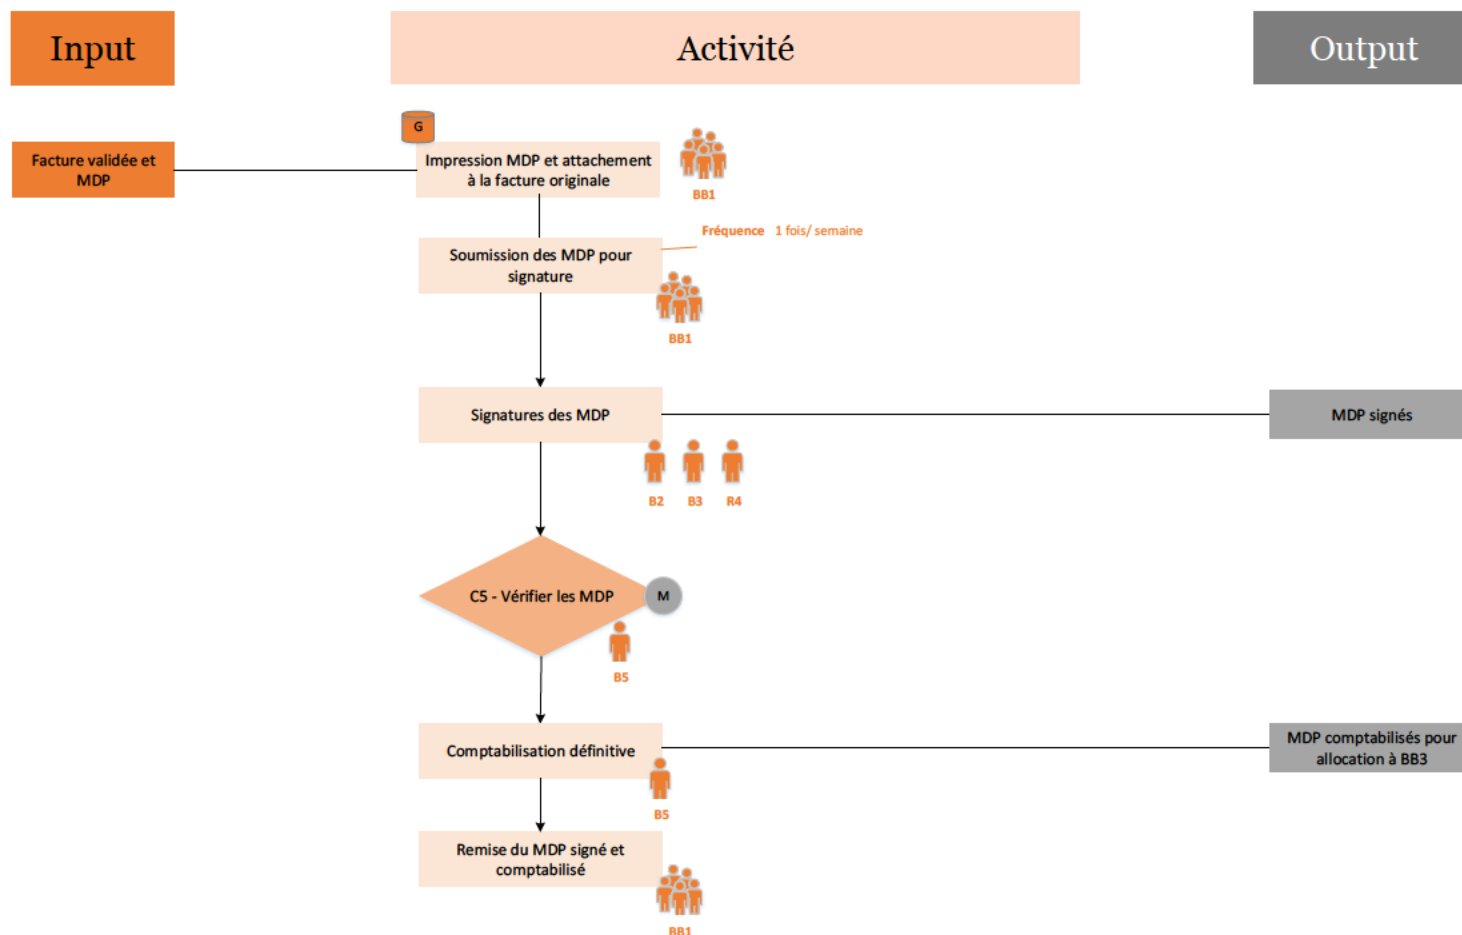 Input
Activité
Output
G
Facture validée et
MDP
Impression MDP et attachement
à la facture originale
BB1
Fréquence 1 fois/ semaine
Soumission des MDP pour
signature
BB1
Signatures des MDP
MDP signés
B2
B3
R4
C5 - Vérifier les MDP
M
B5
Comptabilisation définitive
MDP comptabilisés pour
allocation à BB3
B5
Remise du MDP signé et
comptabilisé
BB1